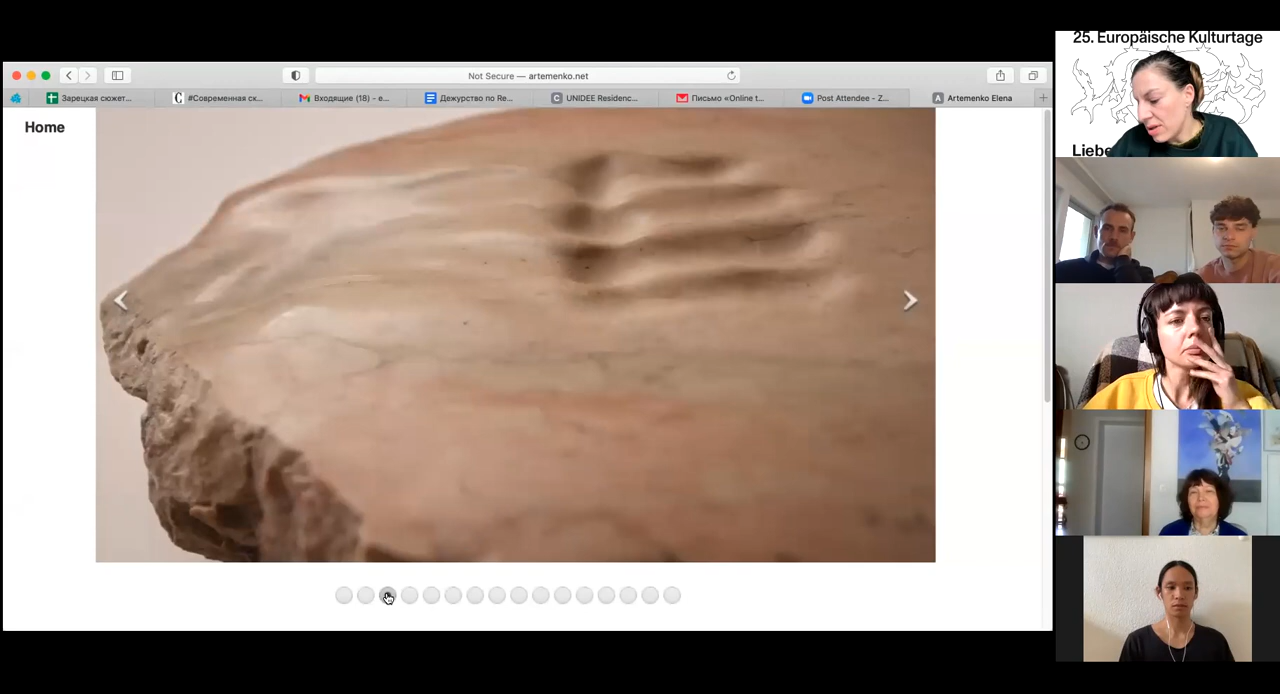 Not Secure — artemenko.net
Зарецкая сюжет...
#Современная ск...
Входящие (18) - e...
Дежурство по Re...
UNIDEE Residenc...
Письмо «Online t...
Post Attendee - Z...
Artemenko Elena
Home
25. Europäische Kulturtage
Liebe